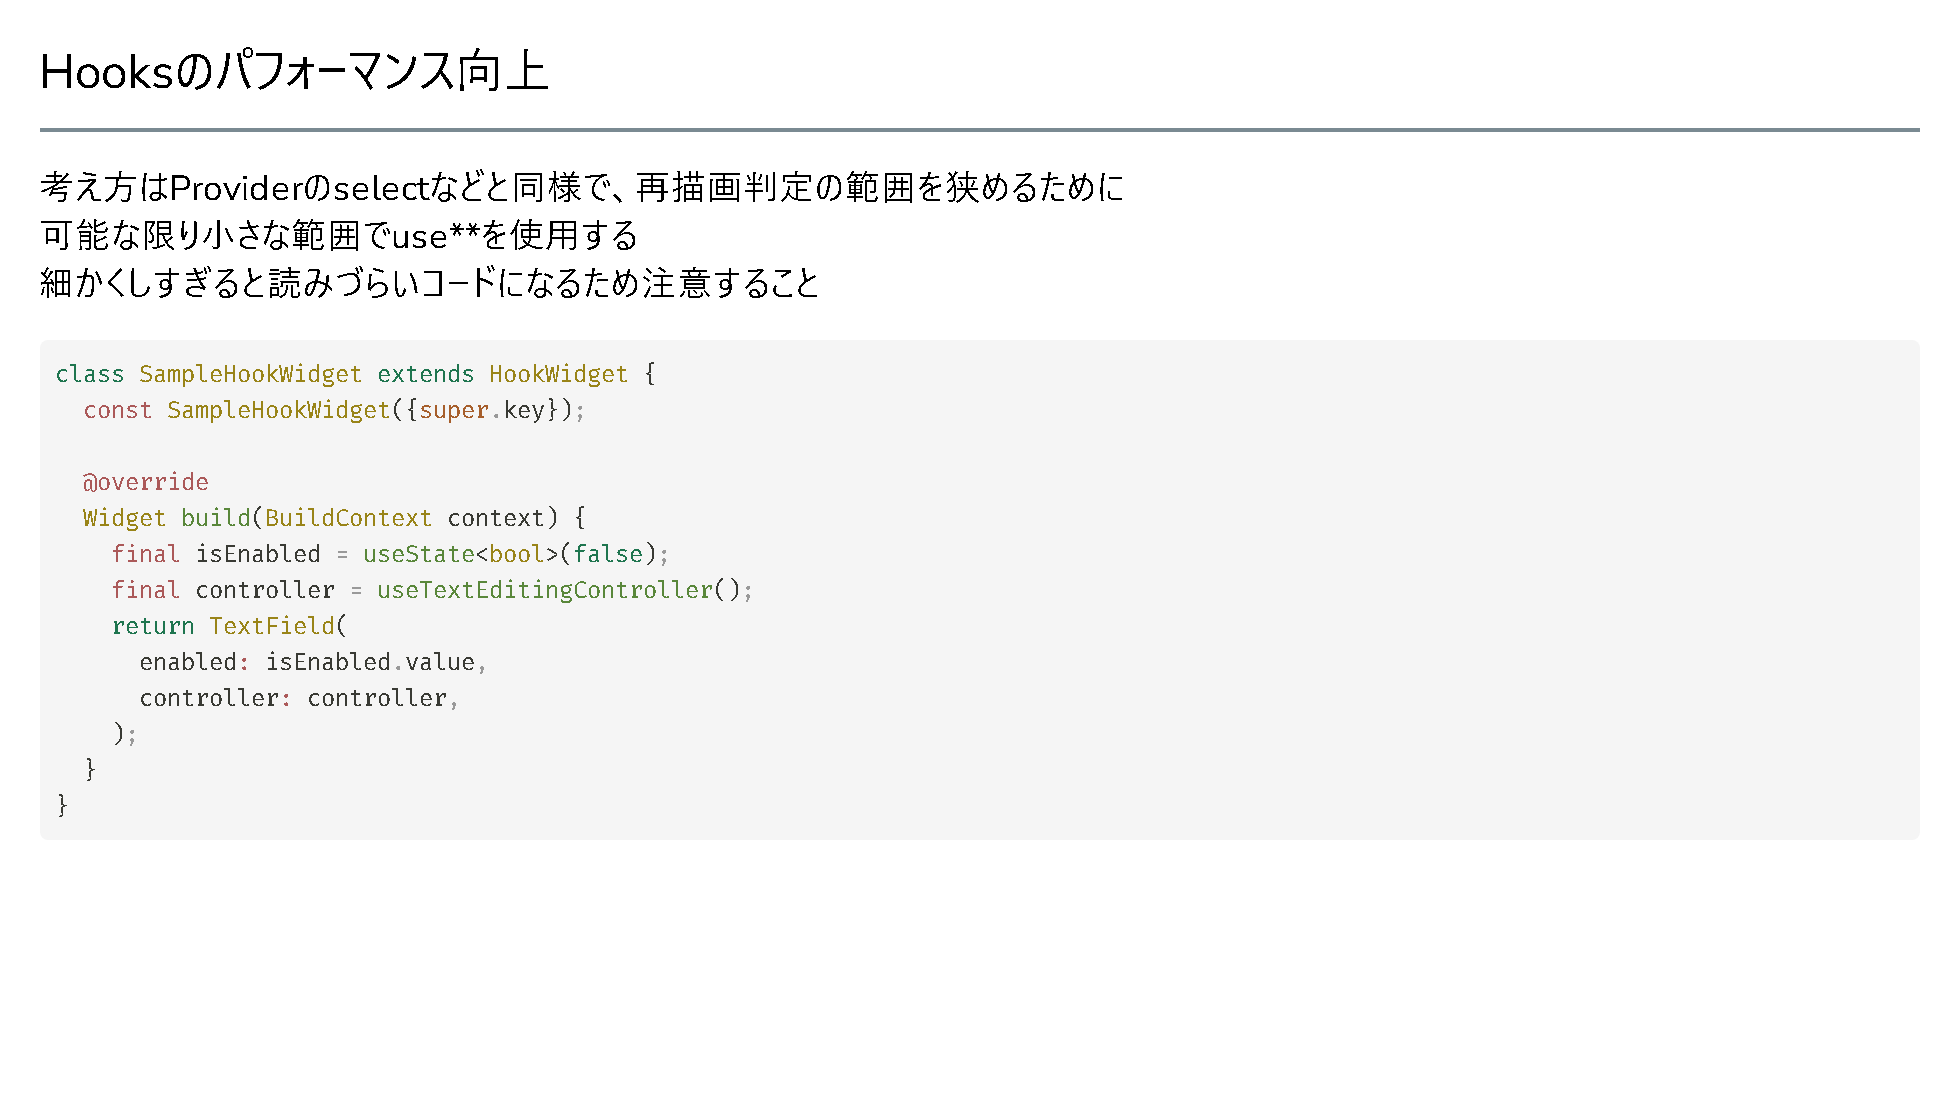 Hooksのパフォーマンス向上
考え方はProviderのselectなどと同様で、再描画判定の範囲を狭めるために
可能な限り小さな範囲でuse**を使用する
細かくしすぎると読みづらいコードになるため注意すること
class SampleHookWidget extends HookWidget {
  const SampleHookWidget({super.key});

  @override
  Widget build(BuildContext context) {
    final isEnabled = useState<bool>(false);
    final controller = useTextEditingController();
    return TextField(
      enabled: isEnabled.value,
      controller: controller,
    );
  }
}